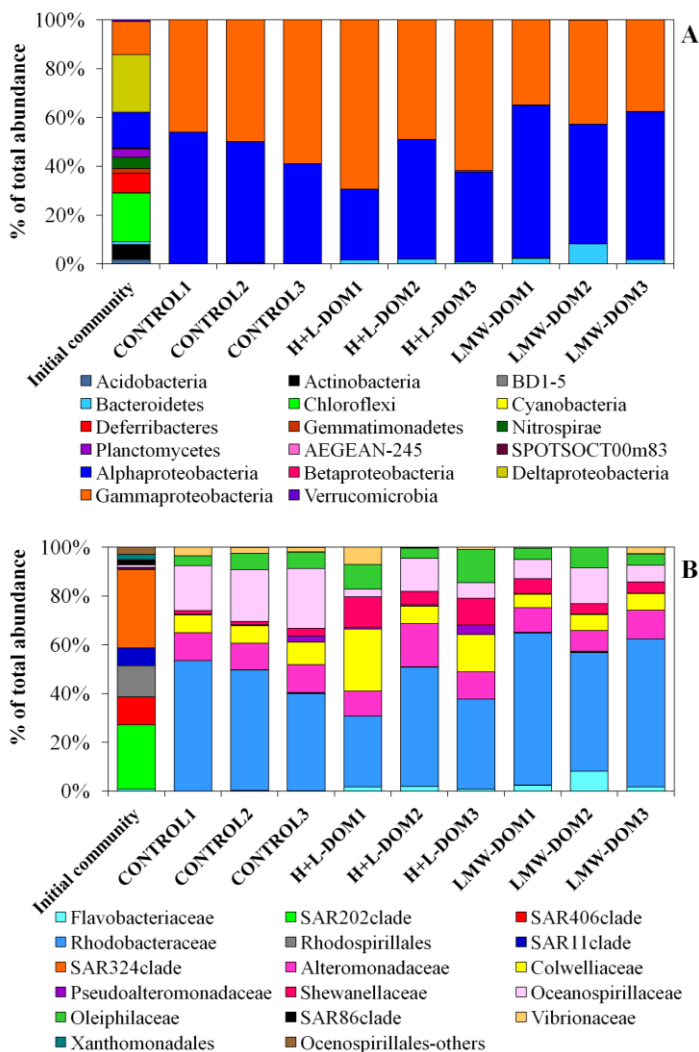 A
% of total abundance
100%
80%
60%
40%
20%
0%
Initial community
CONTROL1
CONTROL2
CONTROL3
H+L-DOM1
H+L-DOM2
H+L-DOM3
LMW-DOM1
LMW-DOM2
LMW-DOM3
Acidobacteria Actinobacteria BD1-5
Bacteroidetes Chloroflexi Cyanobacteria
Deferribacteres Gemmatimonadetes Nitrospirae
Planctomycetes AEGEAN-245 SPOTSOCT00m83
Alphaproteobacteria Betaproteobacteria Deltaproteobacteria
Gammaproteobacteria Verrucomicrobia
B
% of total abundance
100%
80%
60%
40%
20%
0%
Initial community
CONTROL1
CONTROL2
CONTROL3
H+L-DOM1
H+L-DOM2
H+L-DOM3
LMW-DOM1
LMW-DOM2
LMW-DOM3
Flavobacteriaceae SAR202clade SAR406clade
Rhodobacteraceae Rhodospirillales SAR11clade
SAR324clade Alteromonadaceae Colwelliaceae
Pseudoalteromonadaceae Shewanellaceae Oceanospirillaceae
Oleiphilaceae SAR86clade Vibrionaceae
Xanthomonadales Ocenospirillales-others